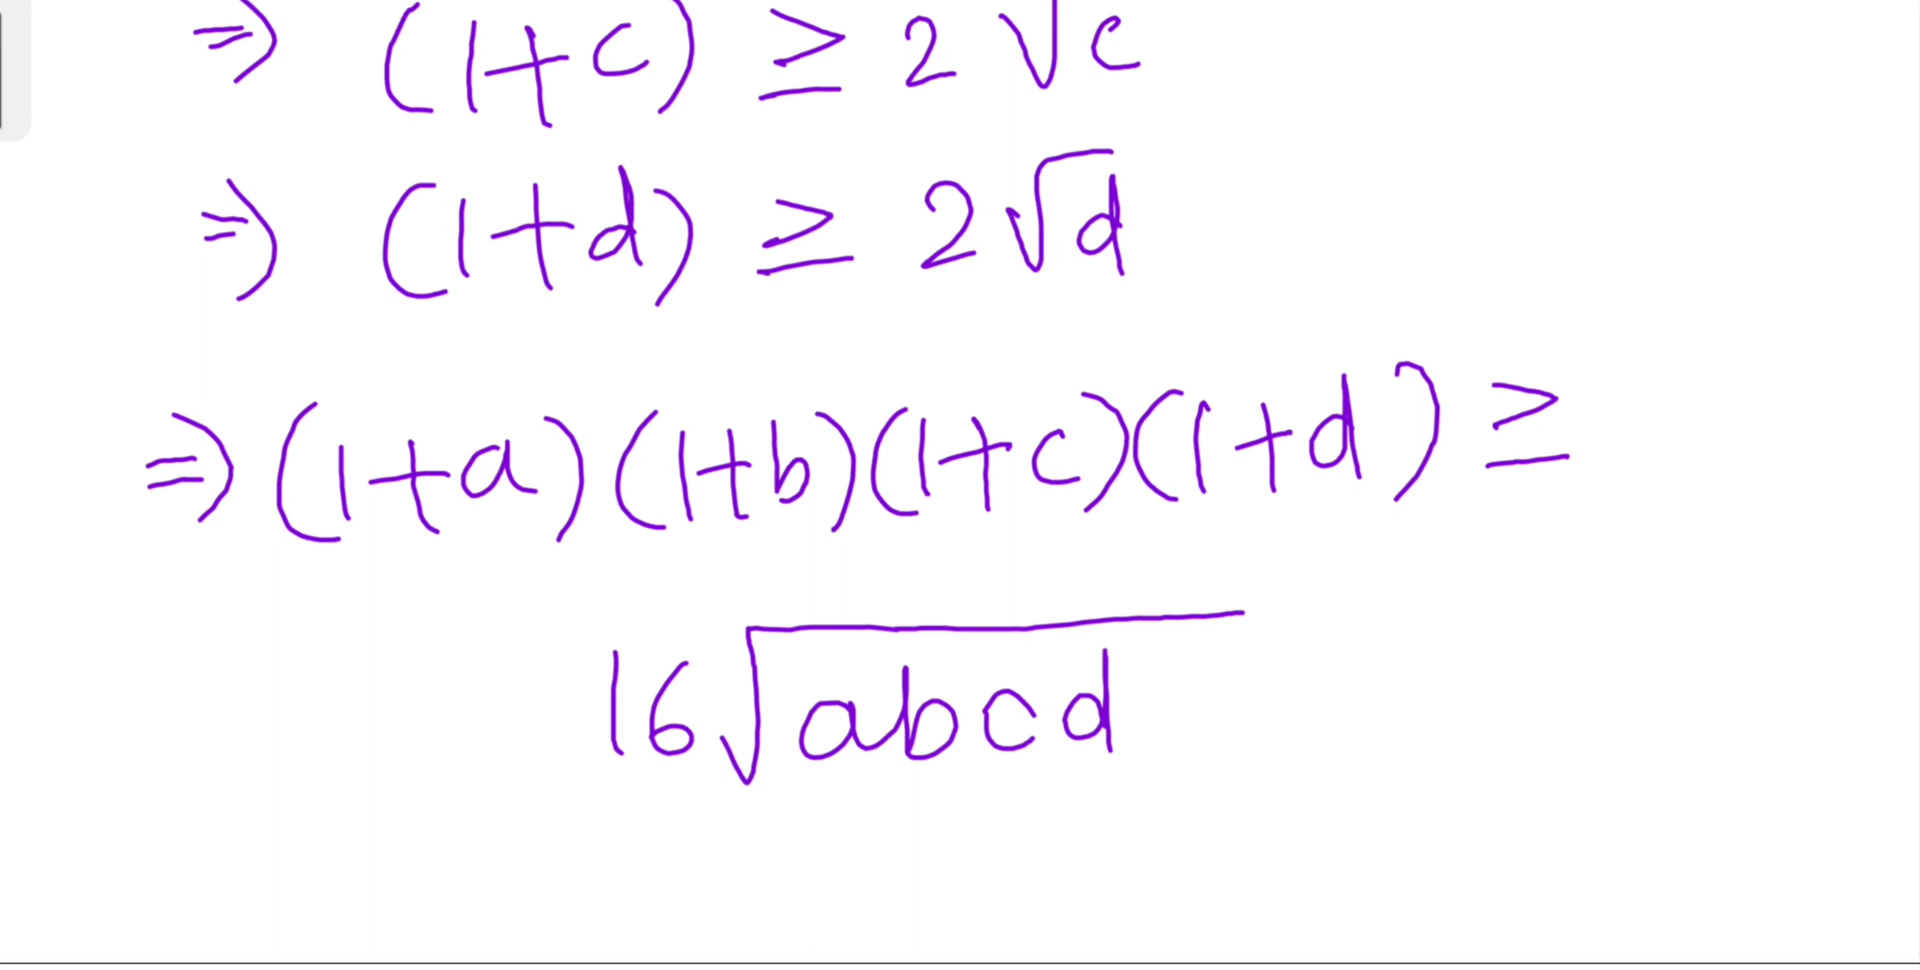 ⇒ (1+c) ≥ 2√c
⇒ (1+d) ≥ 2√d
⇒ (1+a)(1+b)(1+c)(1+d) ≥
16√abcd